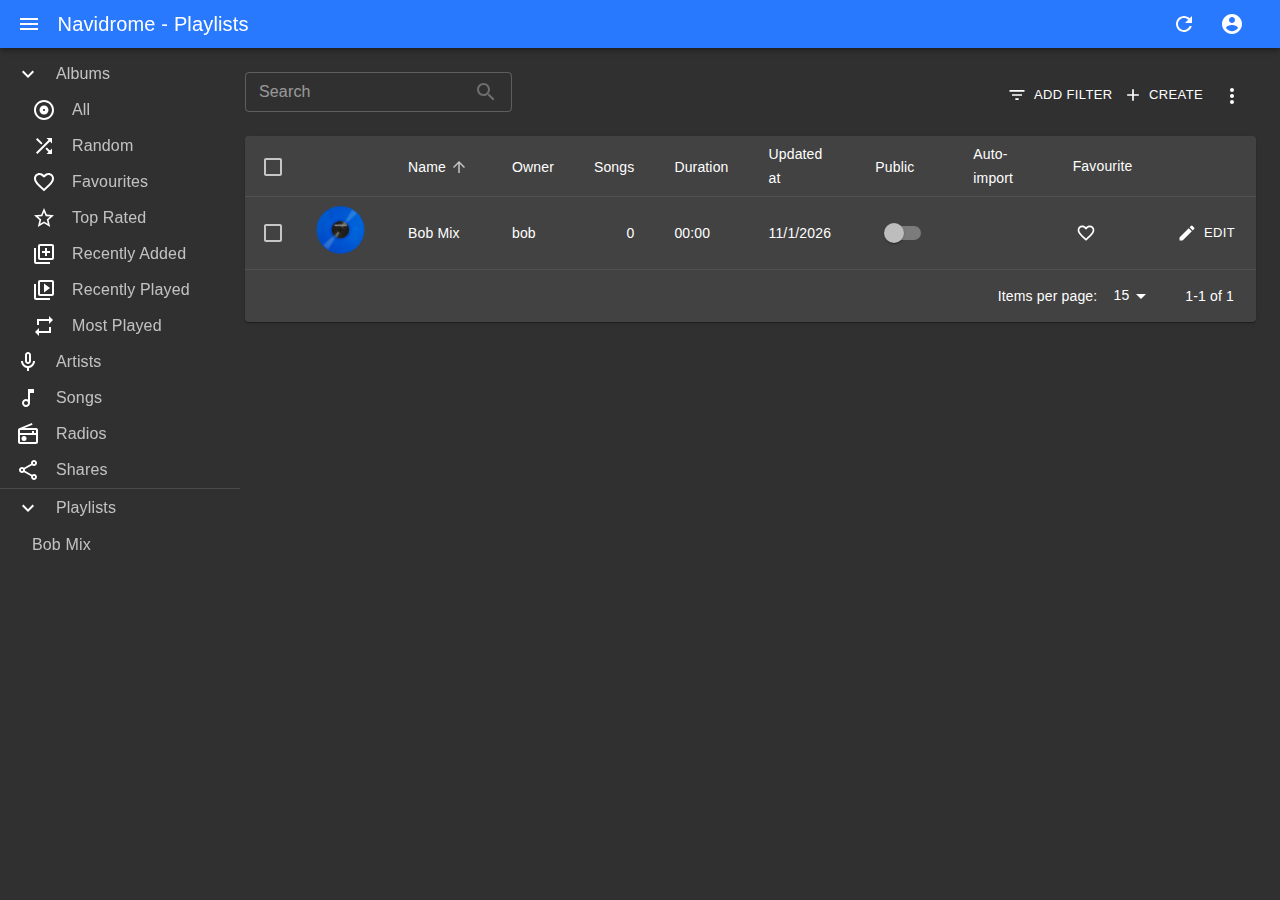 Navidrome - Playlists
Albums
All
Random
Favourites
Top Rated
Recently Added
Recently Played
Most Played
Artists
Songs
Radios
Shares
Playlists
Bob Mix
Search
ADD FILTER
CREATE
Name
Owner
Songs
Duration
Updated
at
Public
Auto-
import
Favourite
Bob Mix
bob
0
00:00
11/1/2026
EDIT
Items per page:
15
1-1 of 1